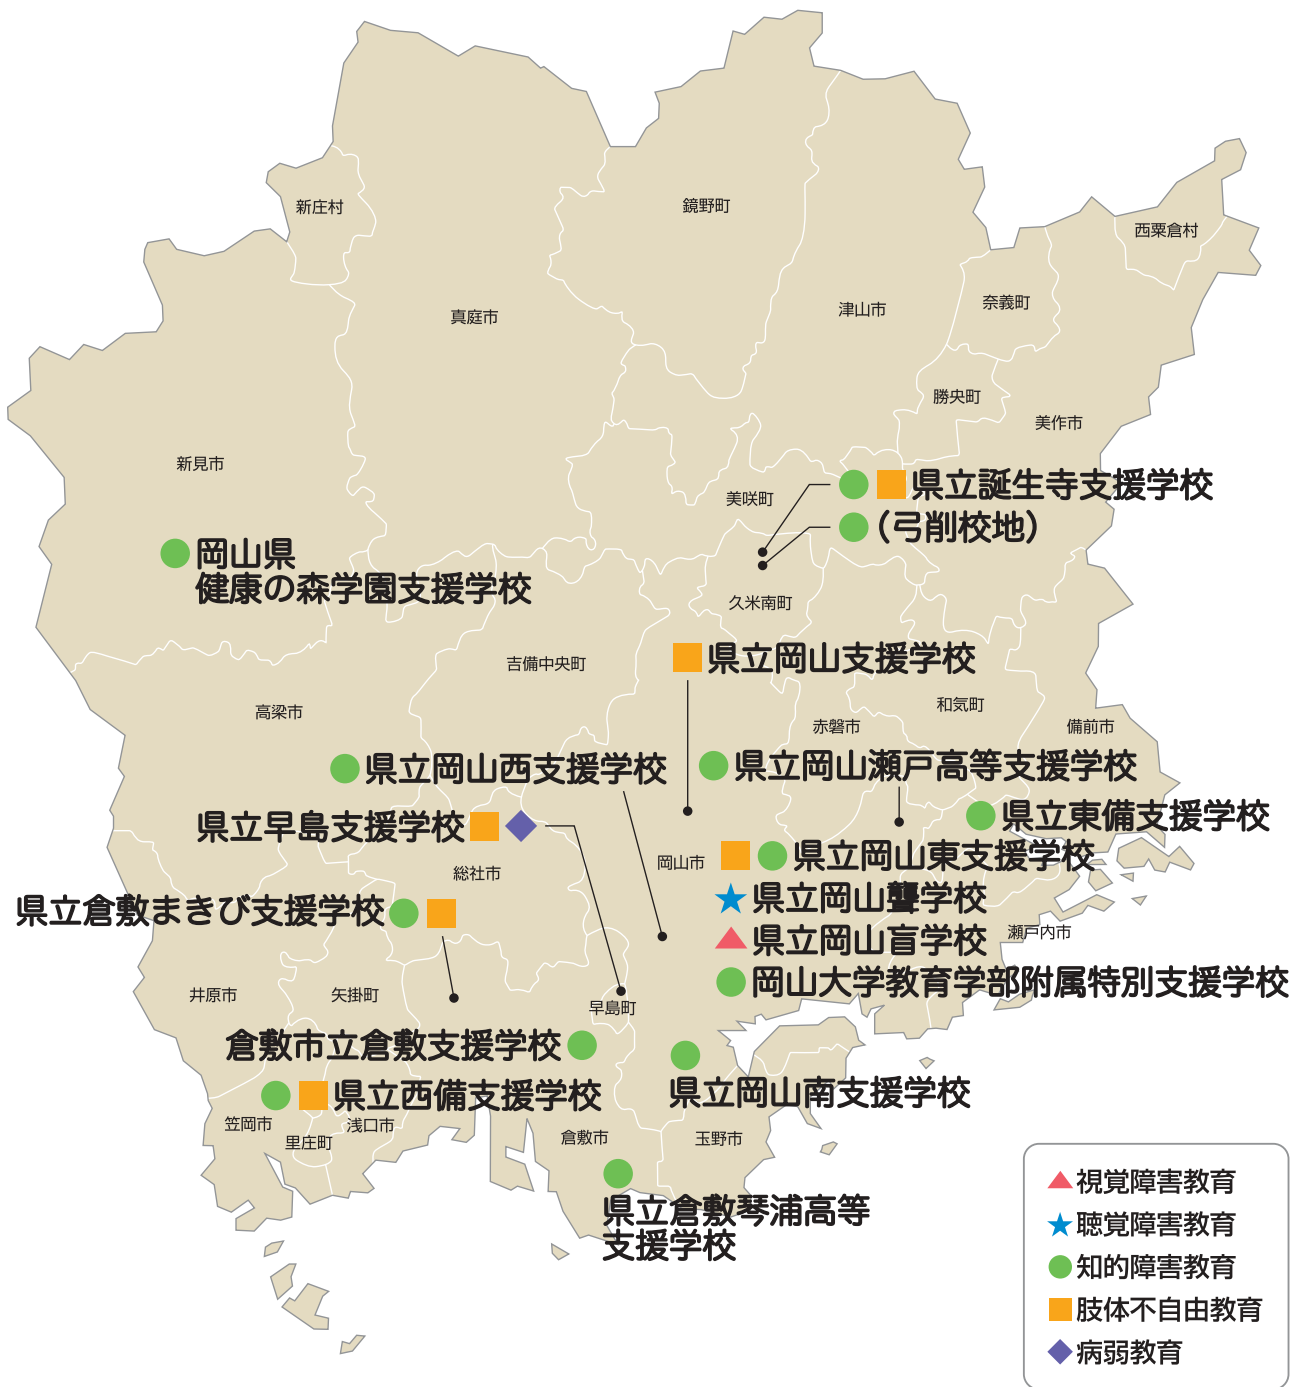 新庄村
鏡野町
西粟倉村
奈義町
津山市
真庭市
勝央町
美作市
新見市
美咲町
県立誕生寺支援学校
（弓削校地）
岡山県
健康の森学園支援学校
久米南町
県立岡山支援学校
吉備中央町
高梁市
和気町
赤磐市
備前市
県立岡山西支援学校
県立岡山瀬戸高等支援学校
県立早島支援学校
県立東備支援学校
岡山市
県立岡山東支援学校
総社市
県立岡山聾学校
県立倉敷まきび支援学校
瀬戸内市
県立岡山盲学校
岡山大学教育学部附属特別支援学校
井原市
矢掛町
早島町
倉敷市立倉敷支援学校
県立岡山南支援学校
県立西備支援学校
笠岡市
浅口市
里庄町
倉敷市
玉野市
県立倉敷琴浦高等
支援学校
視覚障害教育
聴覚障害教育
知的障害教育
肢体不自由教育
病弱教育